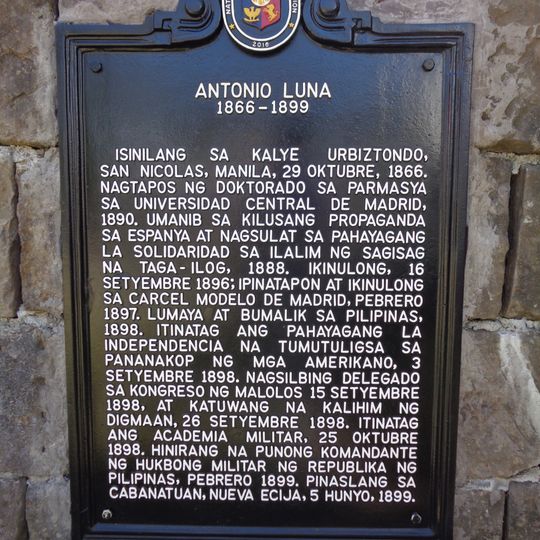 2016
ANTONIO LUNA
1866-1899
ISINILANG SA KALYE URBIZTONDO,
SAN NICOLAS, MANILA, 29 OKTUBRE, 1866.
NAGTAPOS NG DOKTORADO SA PARMASYA
SA UNIVERSIDAD CENTRAL DE MADRID,
1890. UMANIB SA KILUSANG PROPAGANDA
SA ESPANYA AT NAGSULAT SA PAHAYAGANG
LA SOLIDARIDAD SA ILALIM NG SAGISAG
NA TAGA-ILOG, 1888. IKINULONG, 16
SETYEMBRE 1896; IPINATAPON AT IKINULONG
SA CARCEL MODELO DE MADRID, PEBRERO
1897. LUMAYA AT BUMALIK SA PILIPINAS,
1898. ITINATAG ANG PAHAYAGANG LA
INDEPENDENCIA NA TUMUTULIGSA SA
PANANAKOP NG MGA AMERIKANO, 3
SETYEMBRE 1898. NAGSILBING DELEGADO
SA KONGRESO NG MALOLOS 15 SETYEMBRE
1898, AT KATUWANG NA KALIHIM NG
DIGMAAN, 26 SETYEMBRE 1898. ITINATAG
ANG ACADEMIA MILITAR, 25 OKTUBRE
1898. HINIRANG NA PUNONG KOMANDANTE
NG HUKBONG MILITAR NG REPUBLIKA NG
PILIPINAS, PEBRERO 1899. PINASLANG SA
CABANATUAN, NUEVA ECIJA, 5 HUNYO, 1899.